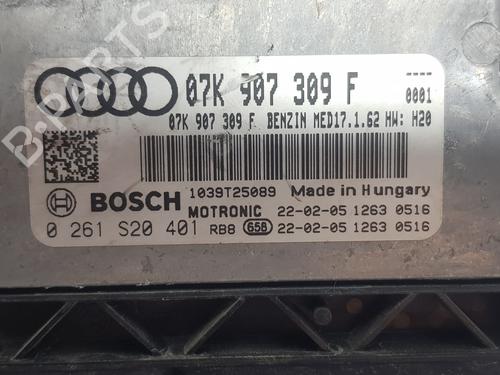 07K 907 309 F
0001
07K 907 309 F BENZIN MED17.1.62 HW: H20
BOSCH 1039T25089 Made in Hungary
MOTRONIC 22-02-05 1263 0516
0 261 S20 401 RB8 658 22-02-05 1263 0516
B-PARTS